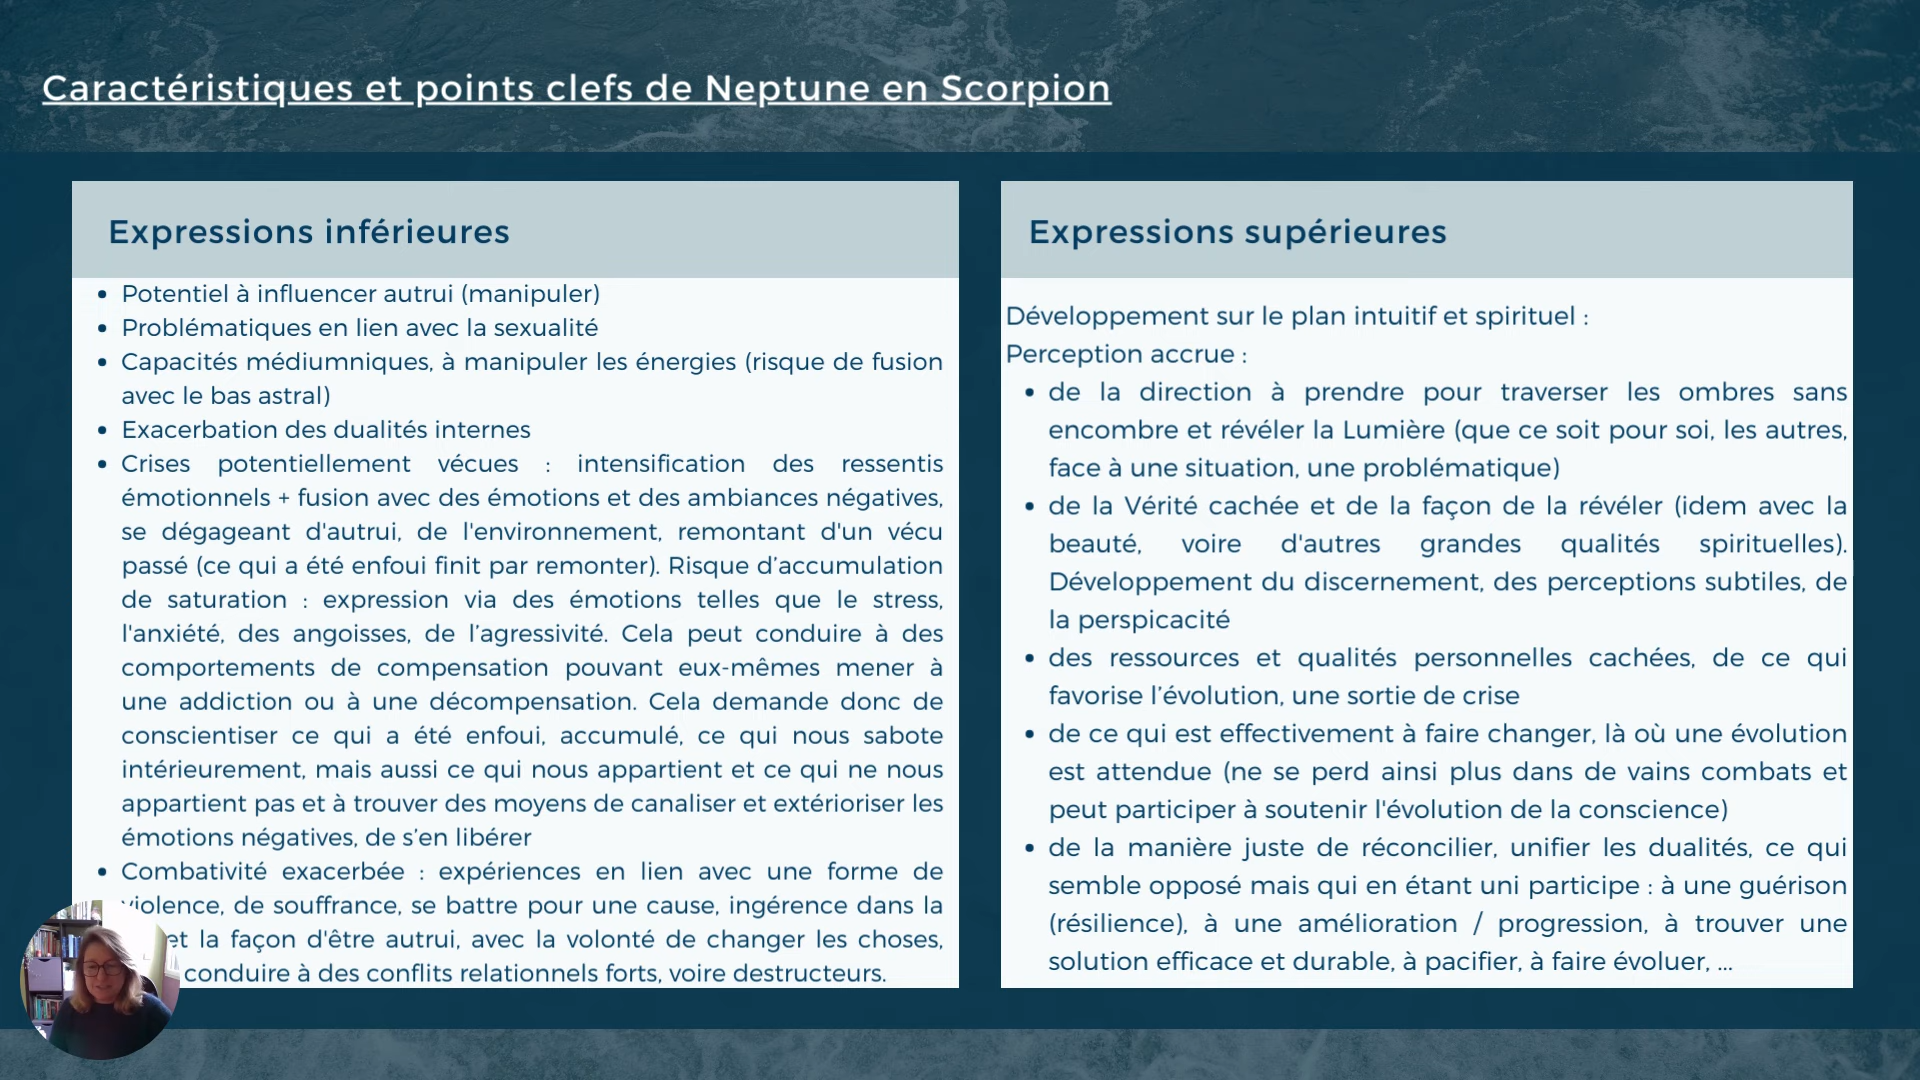 Caractéristiques et points clefs de Neptune en Scorpion
Expressions inférieures
• Potentiel à influencer autrui (manipuler)
• Problématiques en lien avec la sexualité
• Capacités médiumniques, à manipuler les énergies (risque de fusion
avec le bas astral)
• Exacerbation des dualités internes
• Crises potentiellement vécues : intensification des ressentis
émotionnels + fusion avec des émotions et des ambiances négatives,
se dégageant d'autrui, de l'environnement, remontant d'un vécu
passé (ce qui a été enfoui finit par remonter). Risque d’accumulation
de saturation : expression via des émotions telles que le stress,
l'anxiété, des angoisses, de l’agressivité. Cela peut conduire à des
comportements de compensation pouvant eux-mêmes mener à
une addiction ou à une décompensation. Cela demande donc de
conscientiser ce qui a été enfoui, accumulé, ce qui nous sabote
intérieurement, mais aussi ce qui nous appartient et ce qui ne nous
appartient pas et à trouver des moyens de canaliser et extérioriser les
émotions négatives, de s’en libérer
• Combativité exacerbée : expériences en lien avec une forme de
violence, de souffrance, se battre pour une cause, ingérence dans la
et la façon d'être autrui, avec la volonté de changer les choses,
conduire à des conflits relationnels forts, voire destructeurs.
Expressions supérieures
Développement sur le plan intuitif et spirituel :
Perception accrue :
• de la direction à prendre pour traverser les ombres sans
encombre et révéler la Lumière (que ce soit pour soi, les autres,
face à une situation, une problématique)
• de la Vérité cachée et de la façon de la révéler (idem avec la
beauté, voire d'autres grandes qualités spirituelles).
Développement du discernement, des perceptions subtiles, de
la perspicacité
• des ressources et qualités personnelles cachées, de ce qui
favorise l’évolution, une sortie de crise
• de ce qui est effectivement à faire changer, là où une évolution
est attendue (ne se perd ainsi plus dans de vains combats et
peut participer à soutenir l'évolution de la conscience)
• de la manière juste de réconcilier, unifier les dualités, ce qui
semble opposé mais qui en étant uni participe : à une guérison
(résilience), à une amélioration / progression, à trouver une
solution efficace et durable, à pacifier, à faire évoluer, ...